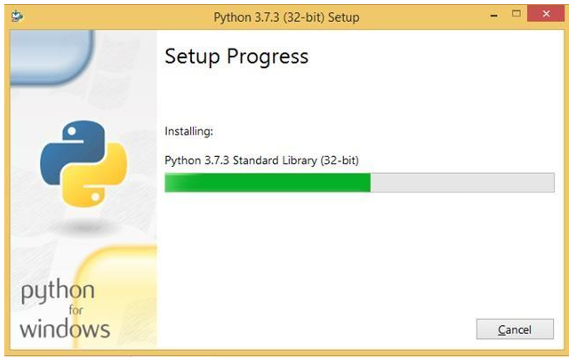 Python 3.7.3 (32-bit) Setup
Setup Progress
Installing:
Python 3.7.3 Standard Library (32-bit)
python
for
windows
Cancel